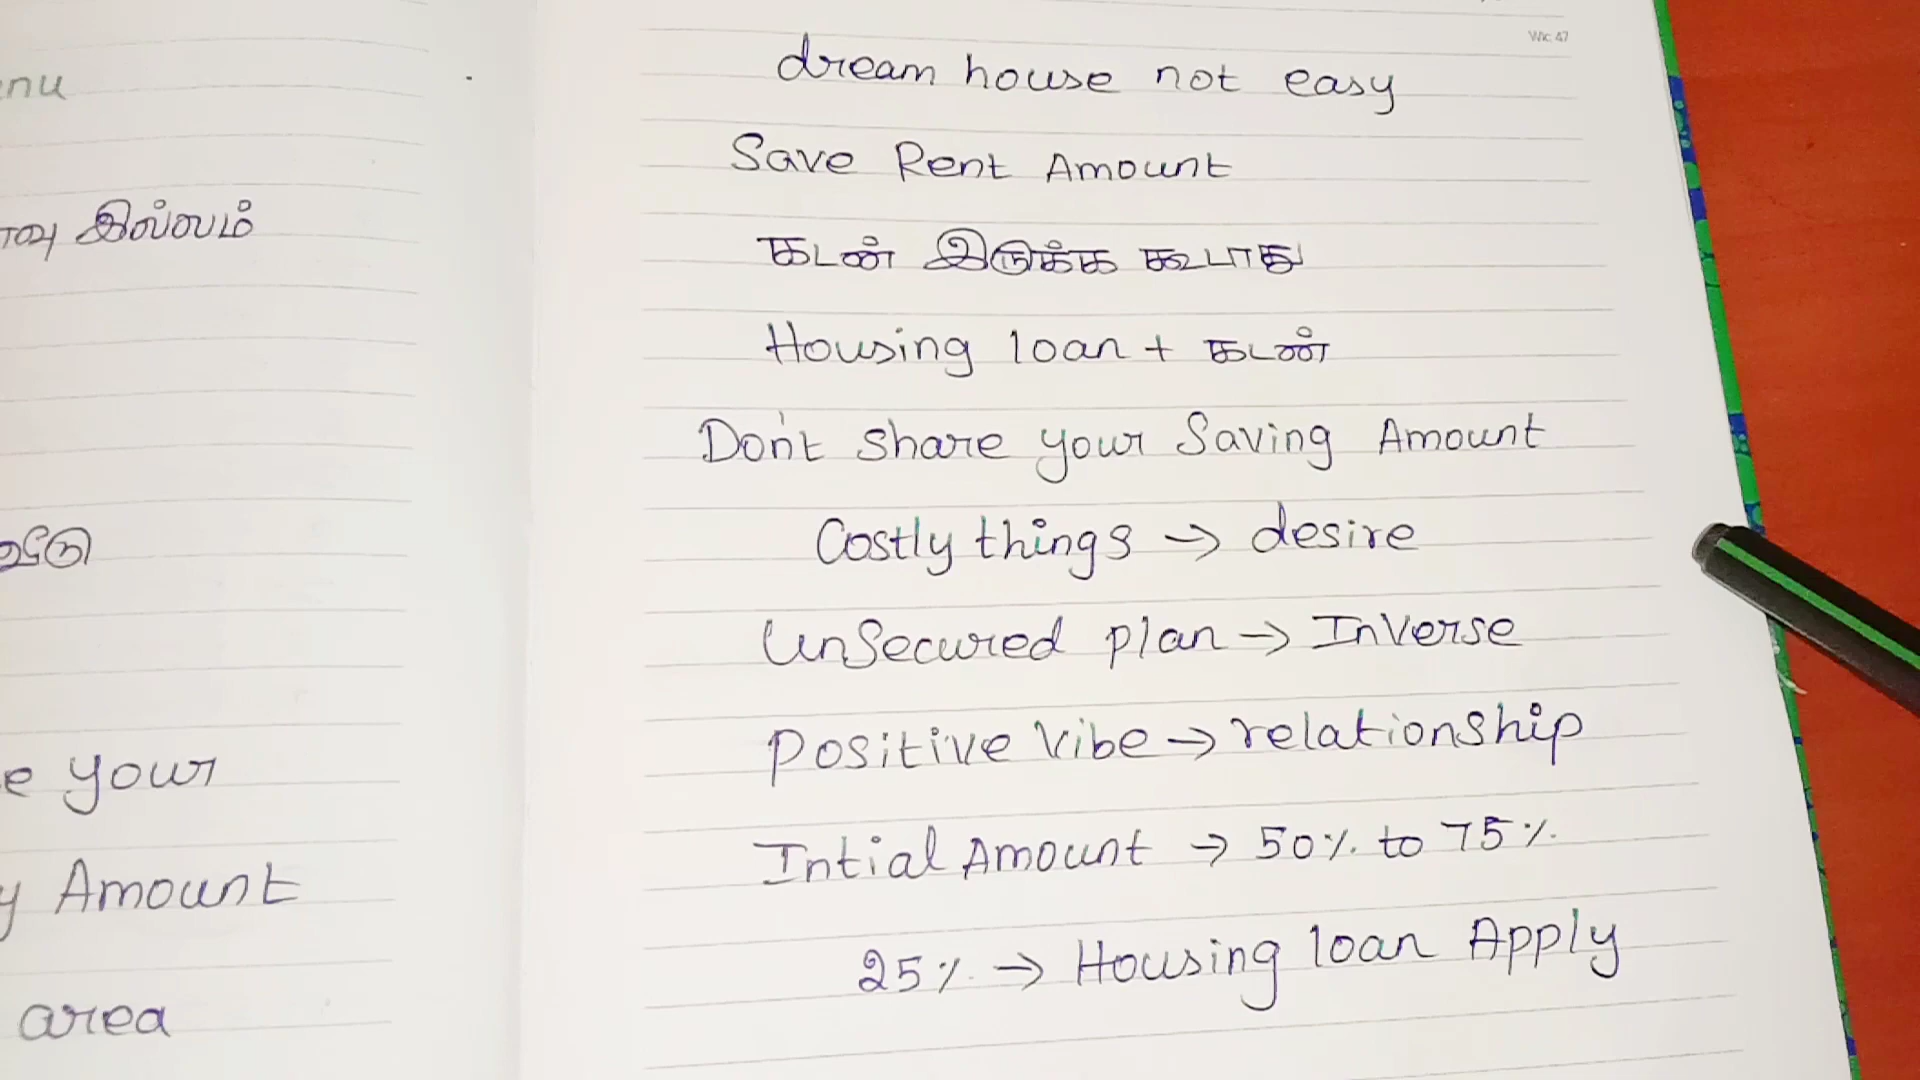 இல்லம்
your
Amount
area
Wk 47
dream house not easy
Save Rent Amount
கடன் இருக்க கூடாது
Housing loan + கடன்
Don't share your Saving Amount
Costly things → desire
UnSecured plan → InVerse
Positive Vibe → relationship
Intial Amount → 50% to 75%
25% → Housing loan Apply